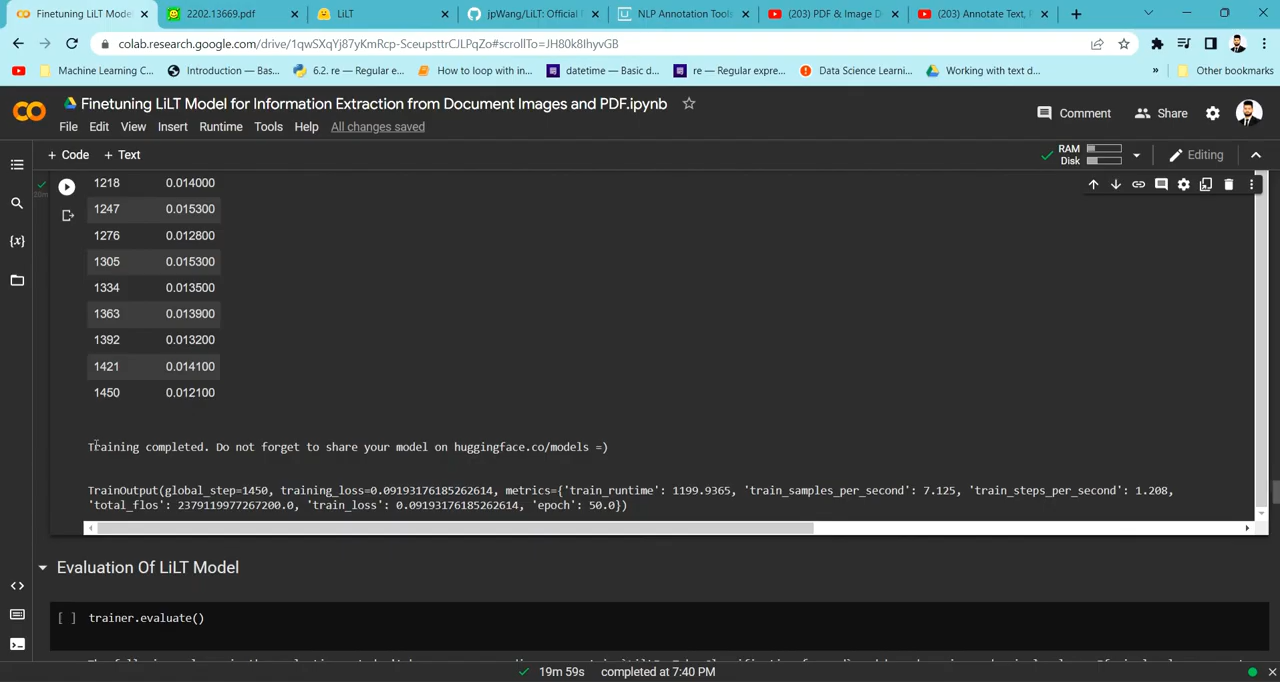 Finetuning LiLT Mode
2202.13669.pdf
LiLT
jpWang/LiLT: Official
NLP Annotation Tools
(203) PDF & Image D
(203) Annotate Text,
colab.research.google.com/drive/1qwSXqYj87yKmRcp-SceupsttrCJLPqZo#scrollTo=JH80k8IhyvGB
Machine Learning C...
Introduction — Bas...
6.2. re — Regular e...
How to loop with in...
datetime — Basic d...
re — Regular expre...
Data Science Learni...
Working with text d...
»
Other bookmarks
Finetuning LiLT Model for Information Extraction from Document Images and PDF.ipynb
File Edit View Insert Runtime Tools Help All changes saved
Comment
Share
+ Code + Text
RAM
Disk
Editing
1218 0.014000
1247 0.015300
1276 0.012800
1305 0.015300
1334 0.013500
1363 0.013900
1392 0.013200
1421 0.014100
1450 0.012100
Training completed. Do not forget to share your model on huggingface.co/models =)
TrainOutput(global_step=1450, training_loss=0.09193176185262614, metrics={'train_runtime': 1199.9365, 'train_samples_per_second': 7.125, 'train_steps_per_second': 1.208,
'total_flos': 2379119977267200.0, 'train_loss': 0.09193176185262614, 'epoch': 50.0})
Evaluation Of LiLT Model
[ ] trainer.evaluate()
19m 59s completed at 7:40 PM